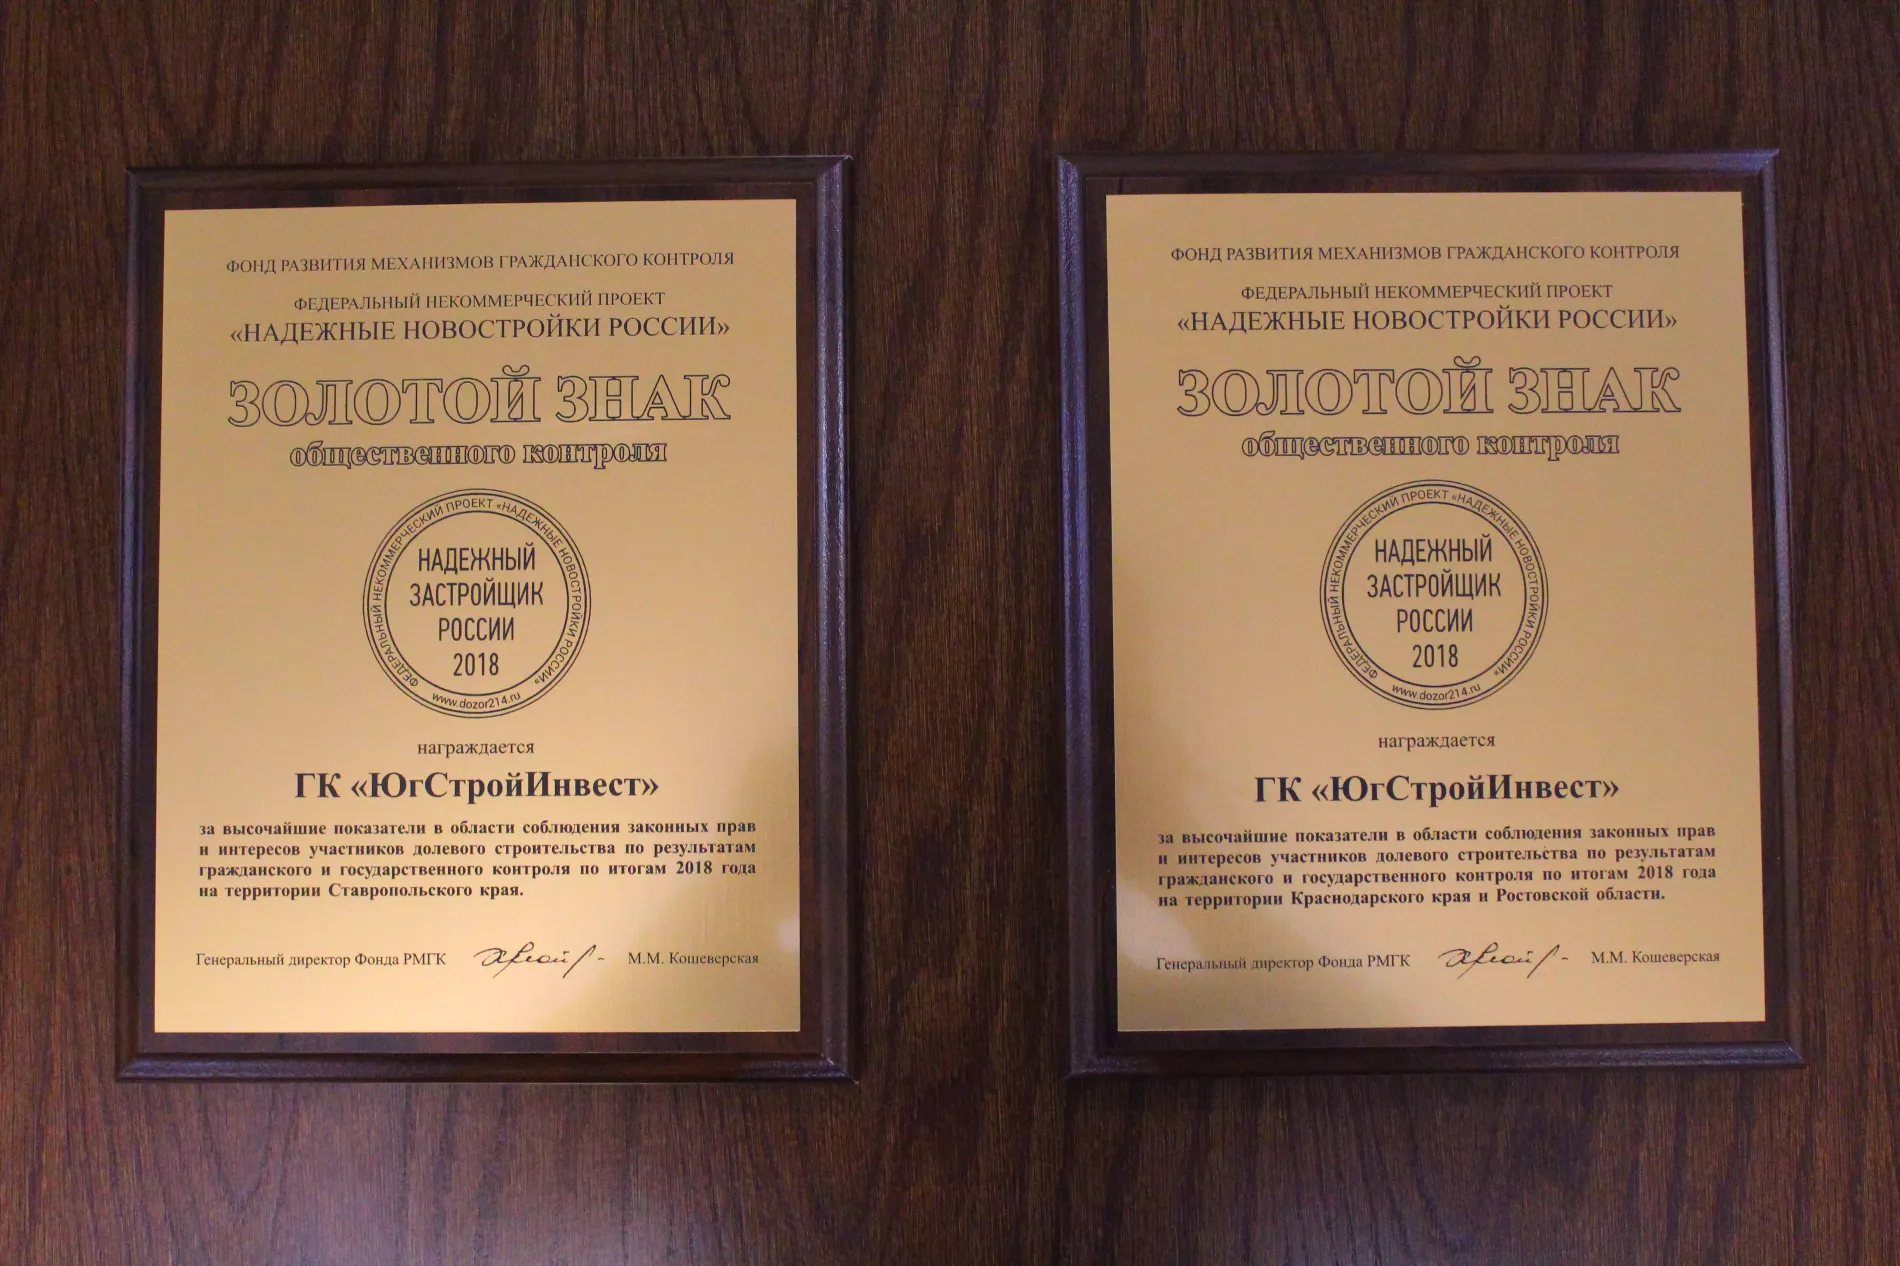 ФОНД РАЗВИТИЯ МЕХАНИЗМОВ ГРАЖДАНСКОГО КОНТРОЛЯ
ФЕДЕРАЛЬНЫЙ НЕКОММЕРЧЕСКИЙ ПРОЕКТ
«НАДЕЖНЫЕ НОВОСТРОЙКИ РОССИИ»
ЗОЛОТОЙ ЗНАК
общественного контроля
ФЕДЕРАЛЬНЫЙ НЕКОММЕРЧЕСКИЙ ПРОЕКТ «НАДЕЖНЫЕ НОВОСТРОЙКИ РОССИИ»
НАДЕЖНЫЙ
ЗАСТРОЙЩИК
РОССИИ
2018
www.dozor214.ru
награждается
ГК «ЮгСтройИнвест»
за высочайшие показатели в области соблюдения законных прав
и интересов участников долевого строительства по результатам
гражданского и государственного контроля по итогам 2018 года
на территории Ставропольского края.
Генеральный директор Фонда РМГК М.М. Кошеверская
ФОНД РАЗВИТИЯ МЕХАНИЗМОВ ГРАЖДАНСКОГО КОНТРОЛЯ
ФЕДЕРАЛЬНЫЙ НЕКОММЕРЧЕСКИЙ ПРОЕКТ
«НАДЕЖНЫЕ НОВОСТРОЙКИ РОССИИ»
ЗОЛОТОЙ ЗНАК
общественного контроля
ФЕДЕРАЛЬНЫЙ НЕКОММЕРЧЕСКИЙ ПРОЕКТ «НАДЕЖНЫЕ НОВОСТРОЙКИ РОССИИ»
НАДЕЖНЫЙ
ЗАСТРОЙЩИК
РОССИИ
2018
www.dozor214.ru
награждается
ГК «ЮгСтройИнвест»
за высочайшие показатели в области соблюдения законных прав
и интересов участников долевого строительства по результатам
гражданского и государственного контроля по итогам 2018 года
на территории Краснодарского края и Ростовской области.
Генеральный директор Фонда РМГК М.М. Кошеверская